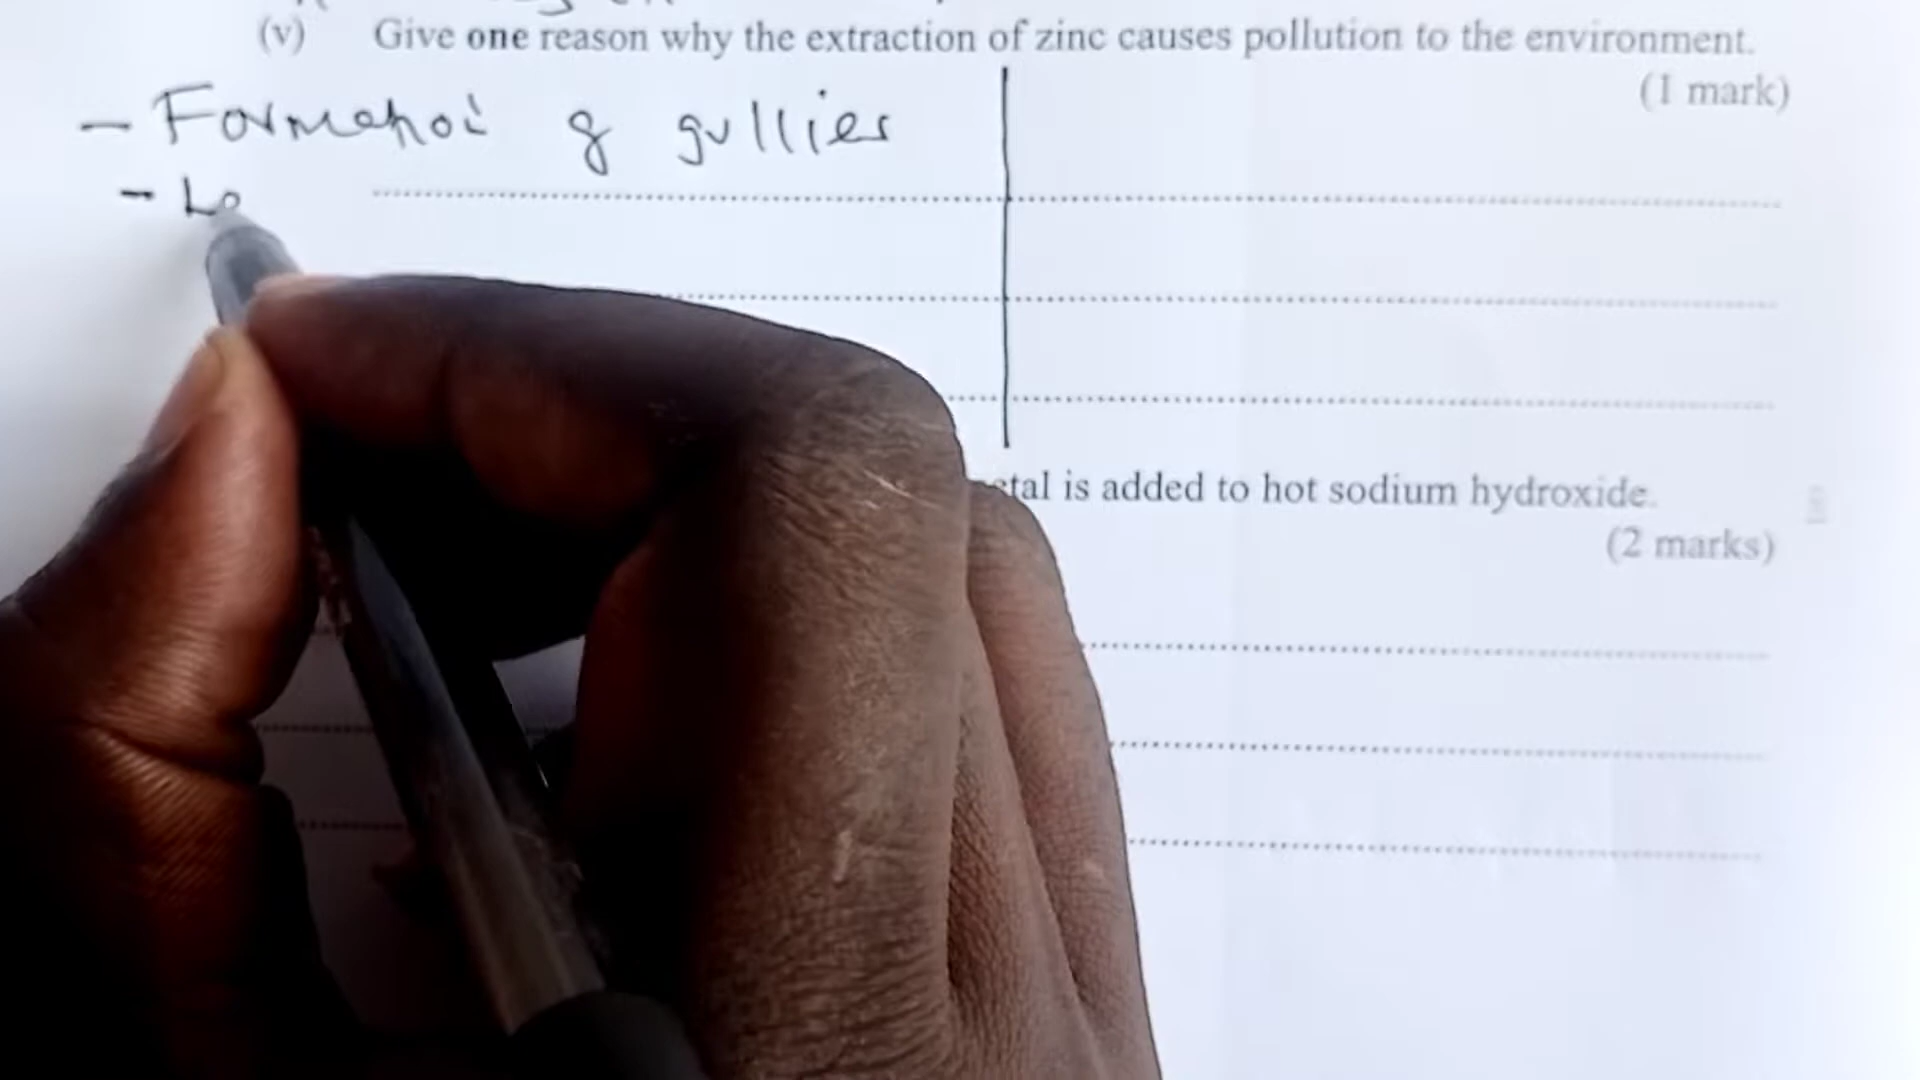 (v) Give one reason why the extraction of zinc causes pollution to the environment.
(1 mark)
- Formation of gullies
- Lo
etal is added to hot sodium hydroxide.
(2 marks)